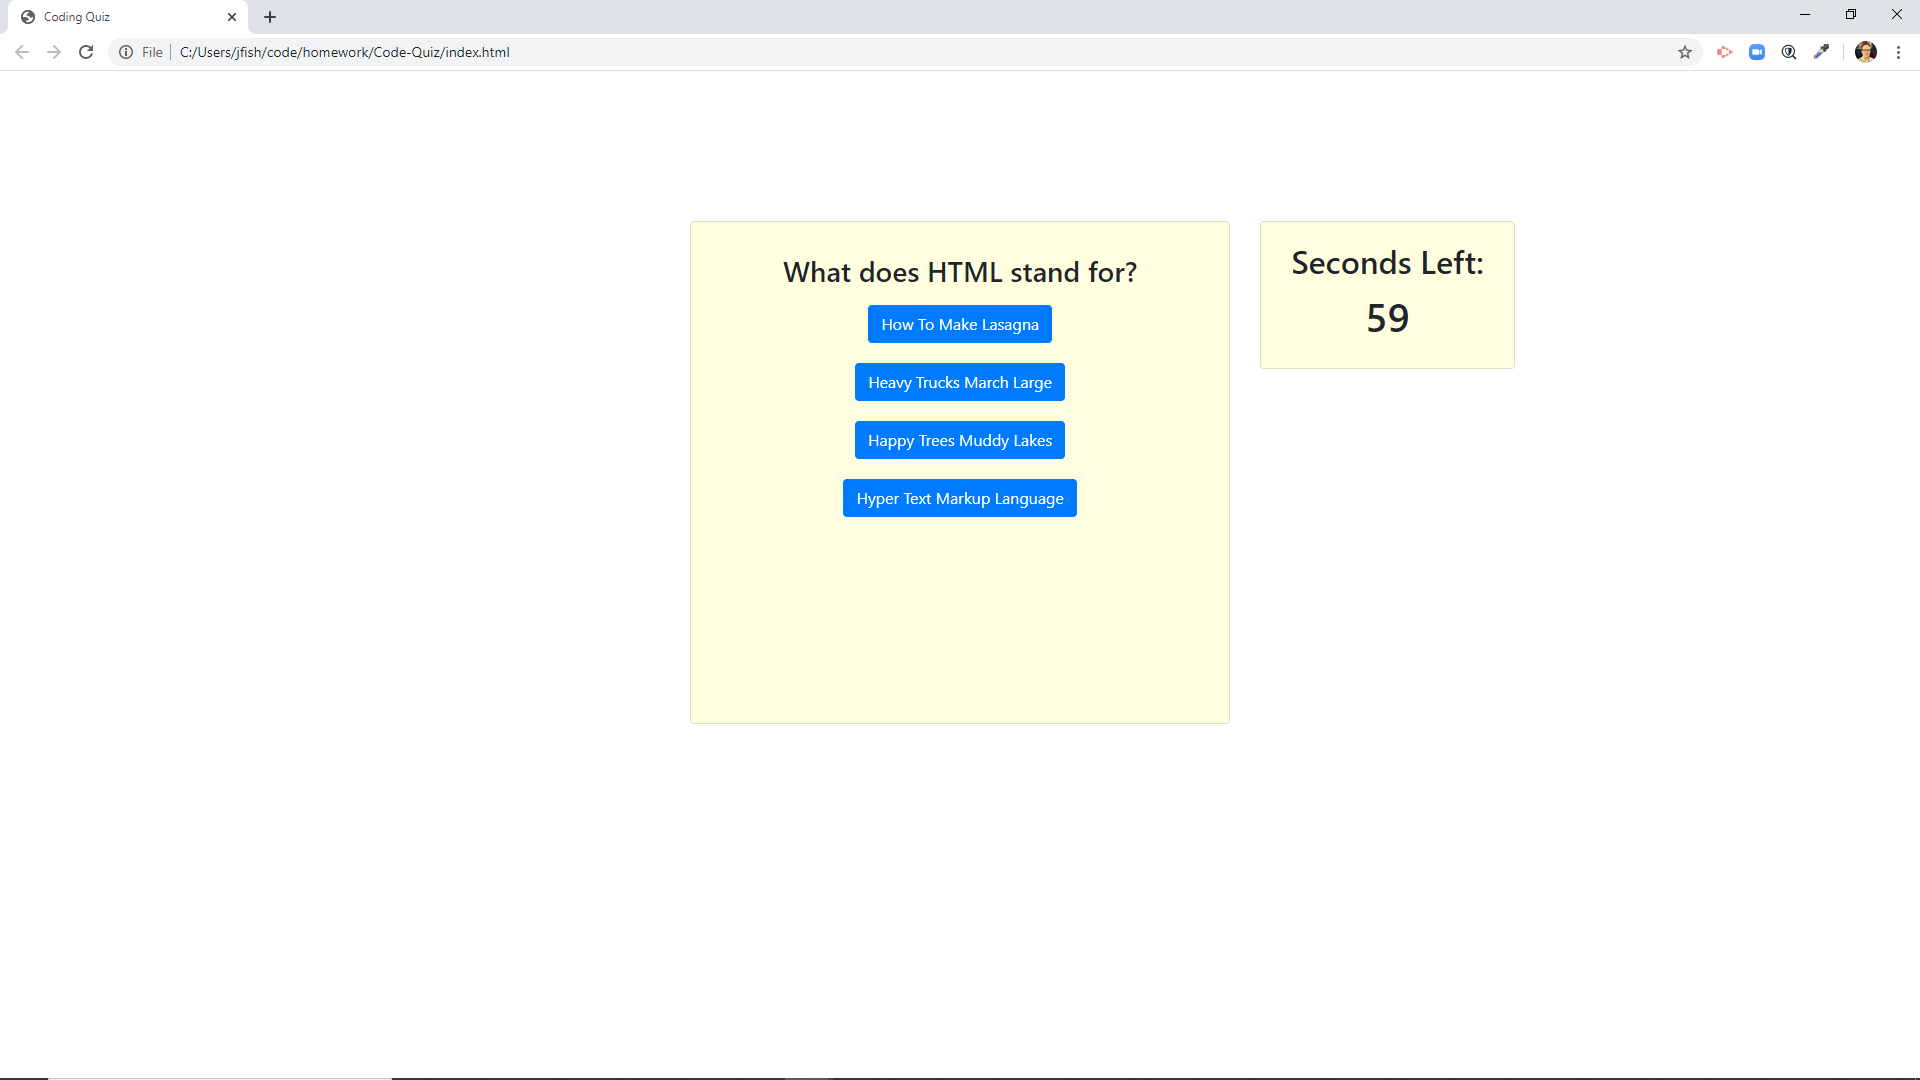 Coding Quiz
File
C:/Users/jfish/code/homework/Code-Quiz/index.html
What does HTML stand for?
How To Make Lasagna
Heavy Trucks March Large
Happy Trees Muddy Lakes
Hyper Text Markup Language
Seconds Left:
59